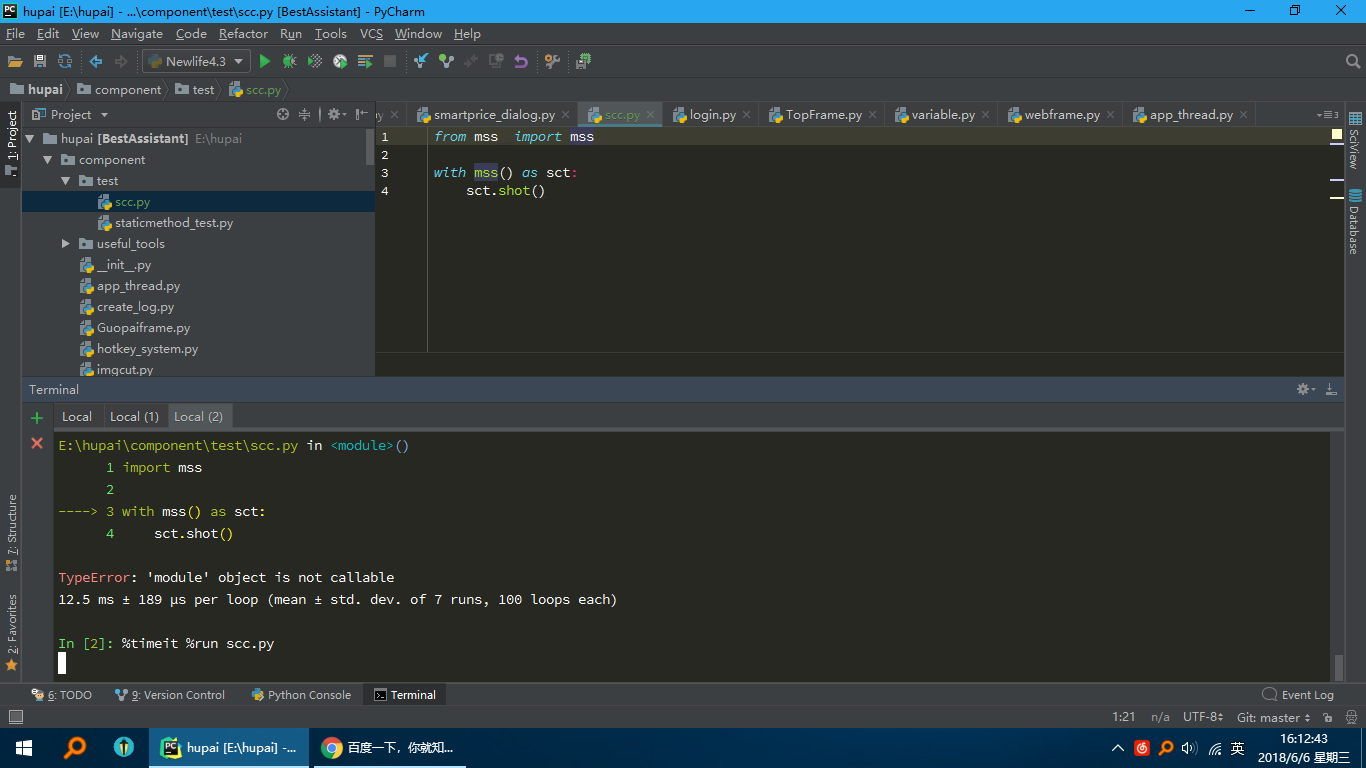 hupai [E:\hupai] - ...\component\test\scc.py [BestAssistant] - PyCharm
File Edit View Navigate Code Refactor Run Tools VCS Window Help
Newlife4.3
hupai component test scc.py
1: Project
Project
py smartprice_dialog.py scc.py login.py TopFrame.py variable.py webframe.py app_thread.py
3
hupai [BestAssistant] E:\hupai
component
test
scc.py
staticmethod_test.py
useful_tools
__init__.py
app_thread.py
create_log.py
Guopaiframe.py
hotkey_system.py
imgcut.py
1 from mss  import mss
2
3 with mss() as sct:
4     sct.shot()
SciView
Database
Terminal
Local Local (1) Local (2)
E:\hupai\component\test\scc.py in <module>()
      1 import mss
      2
----> 3 with mss() as sct:
      4     sct.shot()
TypeError: 'module' object is not callable
12.5 ms ± 189 µs per loop (mean ± std. dev. of 7 runs, 100 loops each)
In [2]: %timeit %run scc.py
7: Structure
2: Favorites
6: TODO 9: Version Control Python Console Terminal Event Log
1:21 n/a UTF-8 Git: master
hupai [E:\hupai] -... 百度一下，你就知... 英
16:12:43
2018/6/6 星期三